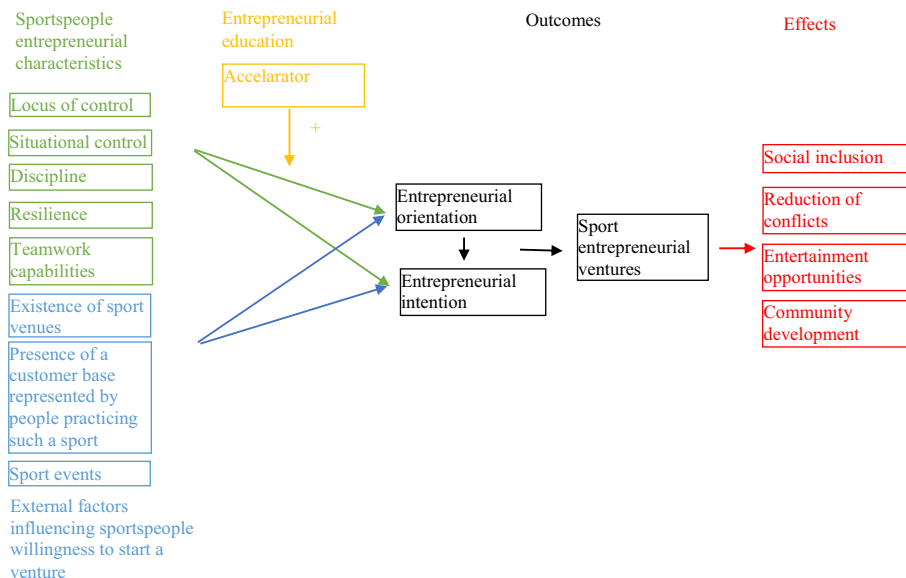 Sportspeople
entrepreneurial
characteristics
Locus of control
Situational control
Discipline
Resilience
Teamwork
capabilities
Existence of sport
venues
Presence of a
customer base
represented by
people practicing
such a sport
Sport events
External factors
influencing sportspeople
willingness to start a
venture
Entrepreneurial
education
Accelarator
+
Outcomes
Entrepreneurial
orientation
Entrepreneurial
intention
Sport
entrepreneurial
ventures
Effects
Social inclusion
Reduction of
conflicts
Entertainment
opportunities
Community
development